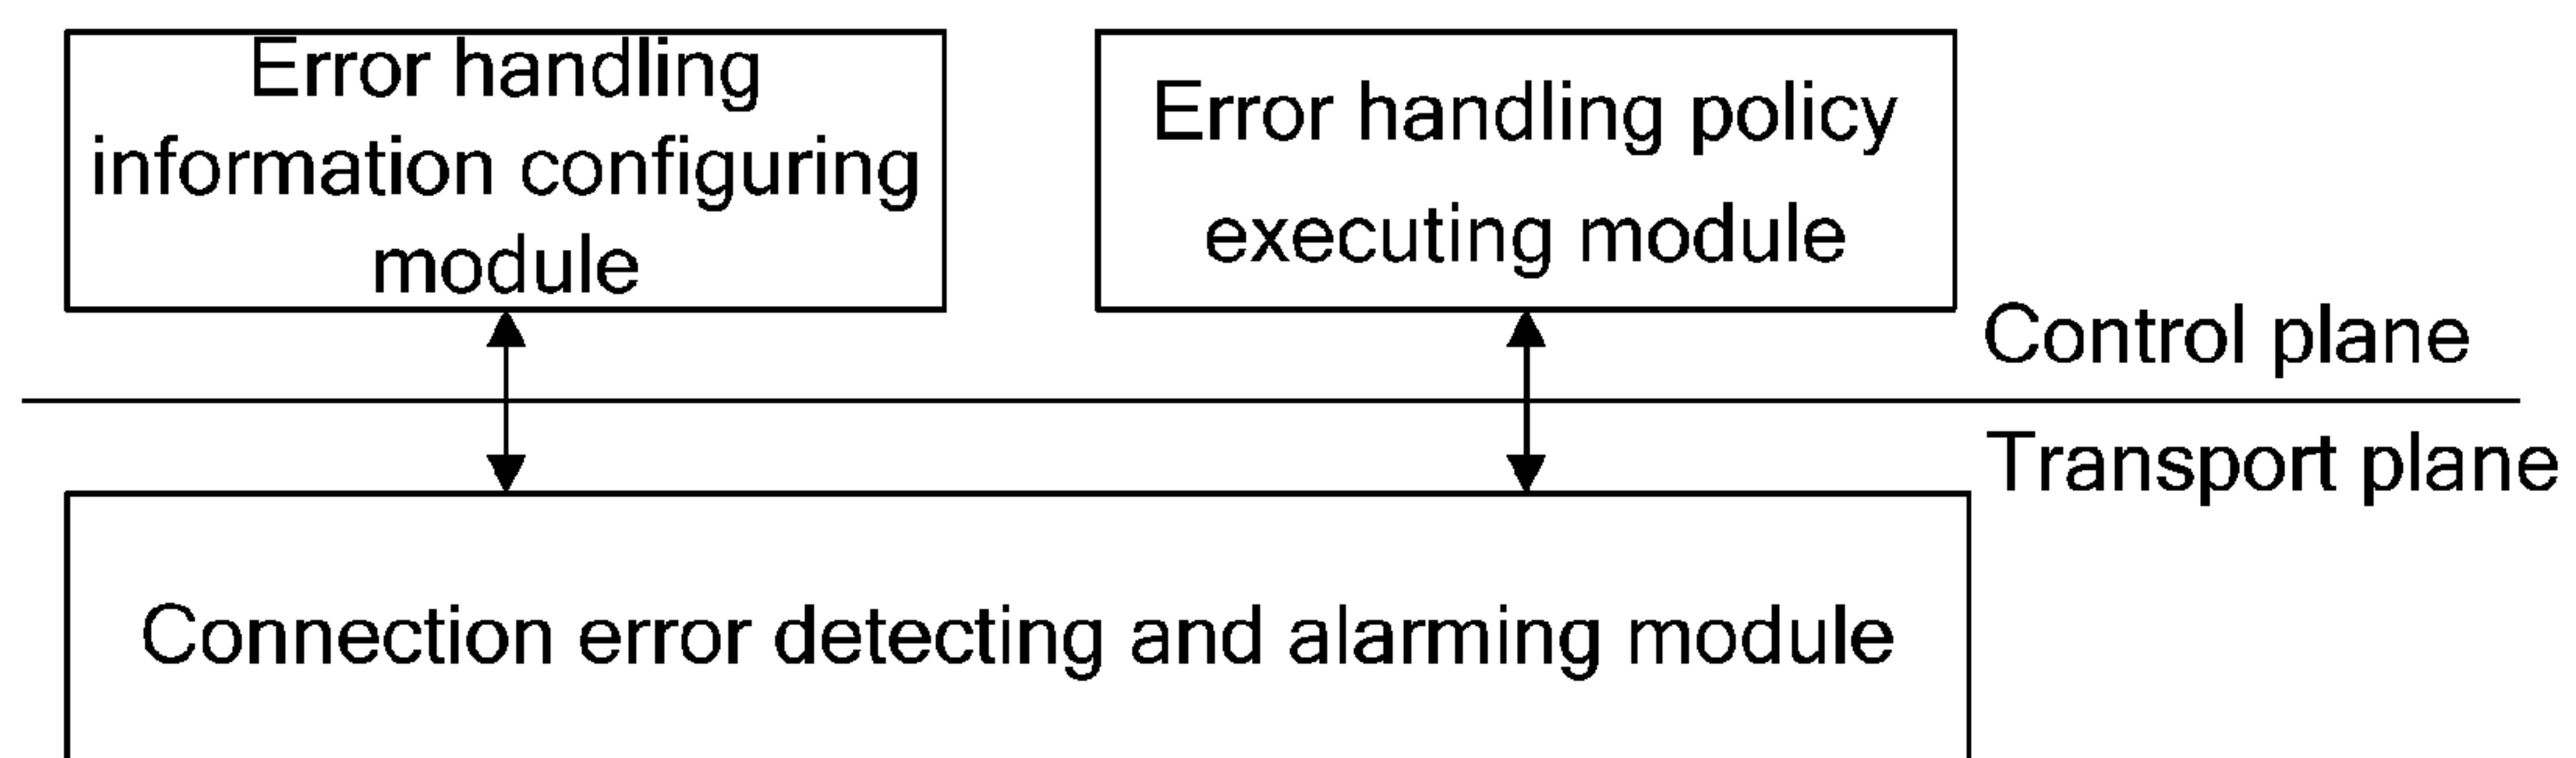 Error handling
information configuring
module
Error handling policy
executing module
Control plane
Transport plane
Connection error detecting and alarming module